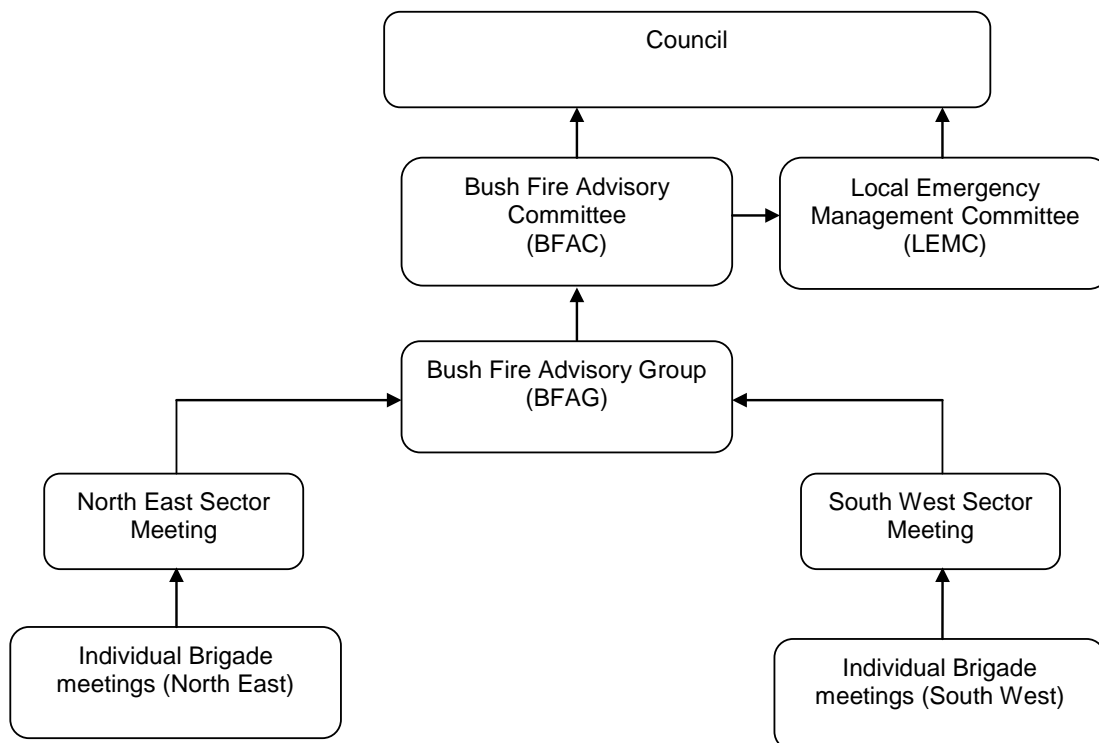 Council
Bush Fire Advisory
Committee
(BFAC)
Local Emergency
Management Committee
(LEMC)
Bush Fire Advisory Group
(BFAG)
North East Sector
Meeting
South West Sector
Meeting
Individual Brigade
meetings (North East)
Individual Brigade
meetings (South West)